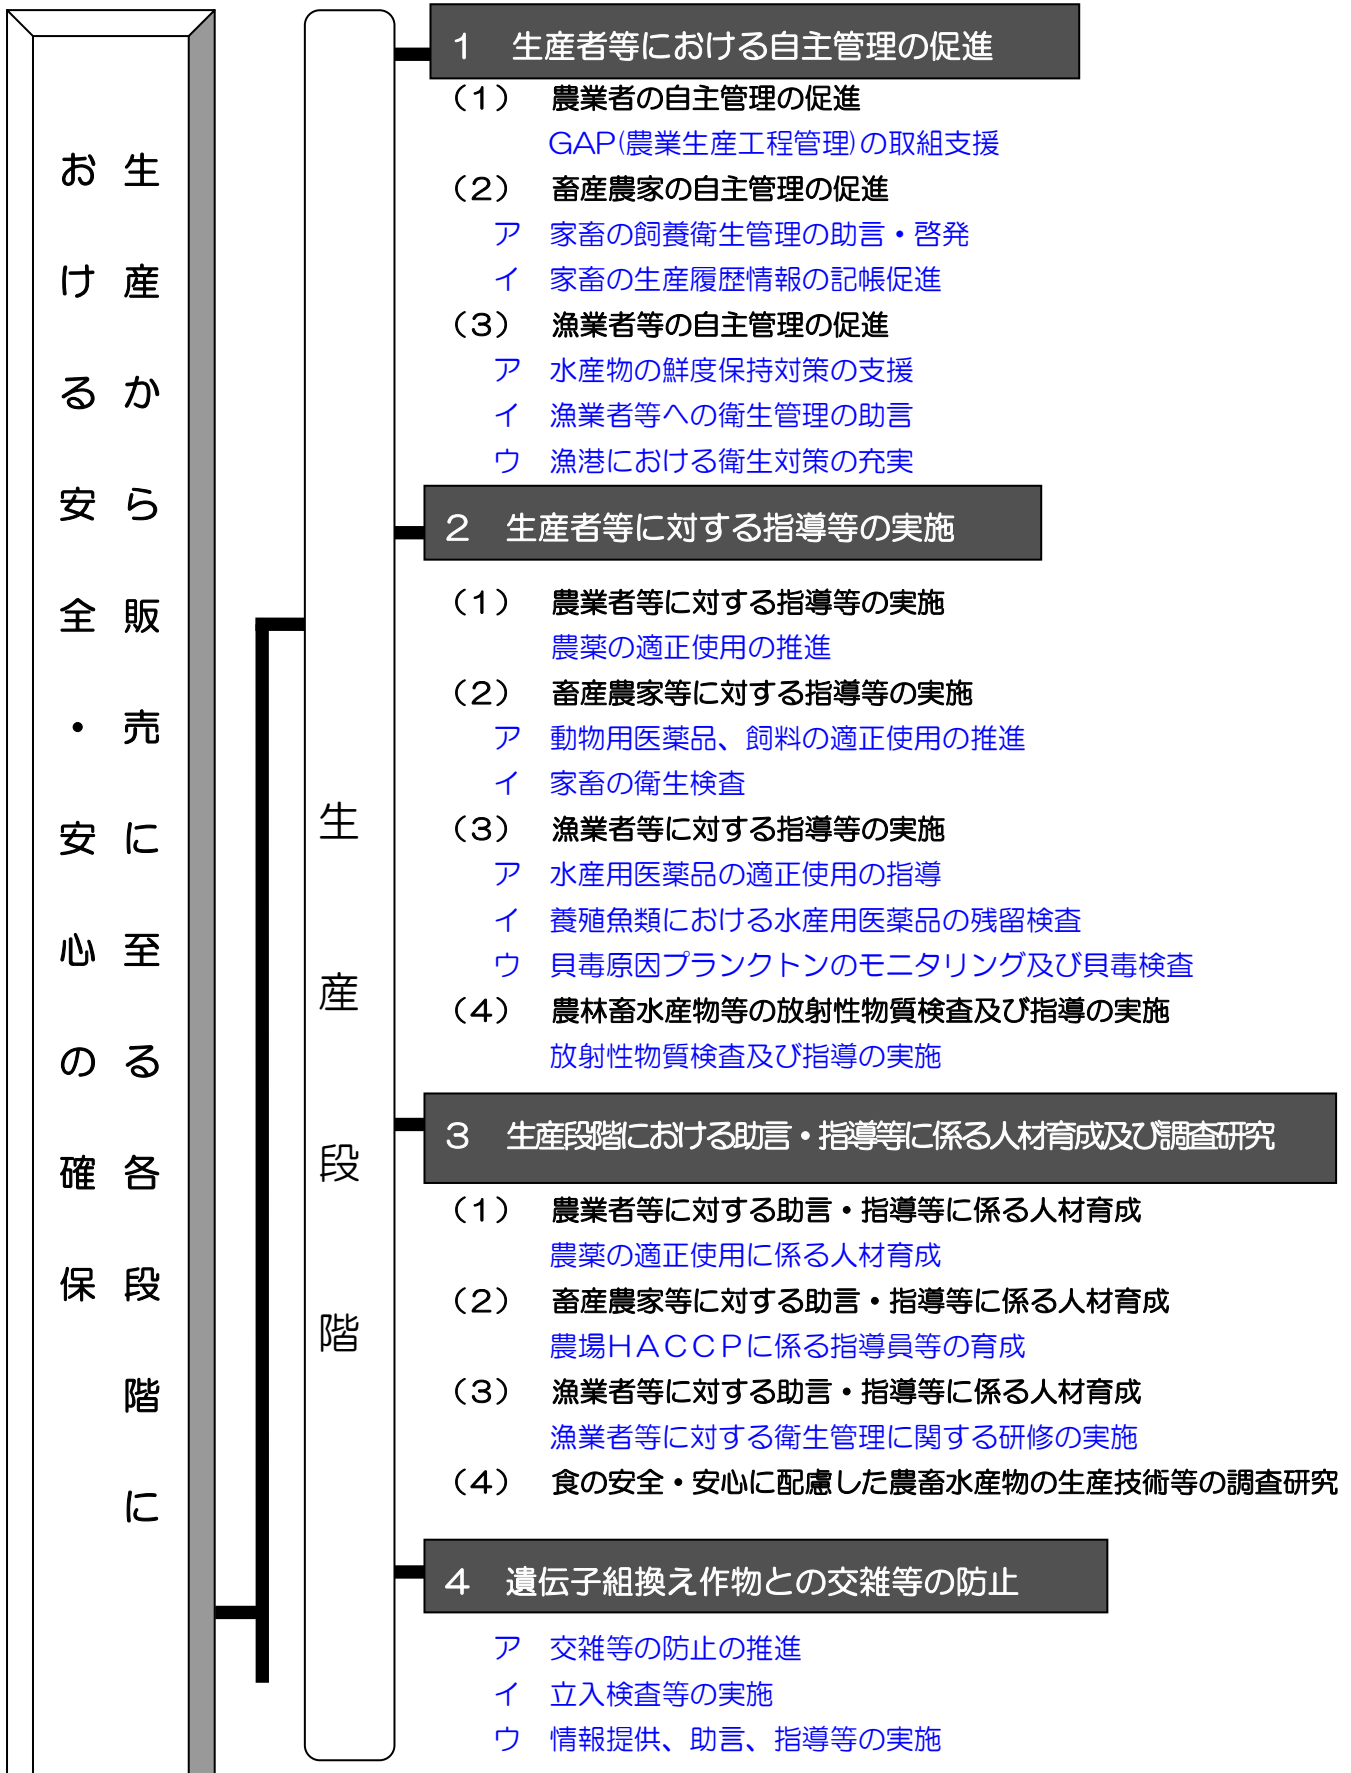 生産から販売に至る各段階に
おける安全・安心の確保
生産段階
１　生産者等における自主管理の促進
（１）　農業者の自主管理の促進
GAP(農業生産工程管理)の取組支援
（２）　畜産農家の自主管理の促進
ア　家畜の飼養衛生管理の助言・啓発
イ　家畜の生産履歴情報の記帳促進
（３）　漁業者等の自主管理の促進
ア　水産物の鮮度保持対策の支援
イ　漁業者等への衛生管理の助言
ウ　漁港における衛生対策の充実
２　生産者等に対する指導等の実施
（１）　農業者等に対する指導等の実施
農薬の適正使用の推進
（２）　畜産農家等に対する指導等の実施
ア　動物用医薬品、飼料の適正使用の推進
イ　家畜の衛生検査
（３）　漁業者等に対する指導等の実施
ア　水産用医薬品の適正使用の指導
イ　養殖魚類における水産用医薬品の残留検査
ウ　貝毒原因プランクトンのモニタリング及び貝毒検査
（４）　農林畜水産物等の放射性物質検査及び指導の実施
放射性物質検査及び指導の実施
３　生産段階における助言・指導等に係る人材育成及び調査研究
（１）　農業者等に対する助言・指導等に係る人材育成
農薬の適正使用に係る人材育成
（２）　畜産農家等に対する助言・指導等に係る人材育成
農場ＨＡＣＣＰに係る指導員等の育成
（３）　漁業者等に対する助言・指導等に係る人材育成
漁業者等に対する衛生管理に関する研修の実施
（４）　食の安全・安心に配慮した農畜水産物の生産技術等の調査研究
４　遺伝子組換え作物との交雑等の防止
ア　交雑等の防止の推進
イ　立入検査等の実施
ウ　情報提供、助言、指導等の実施